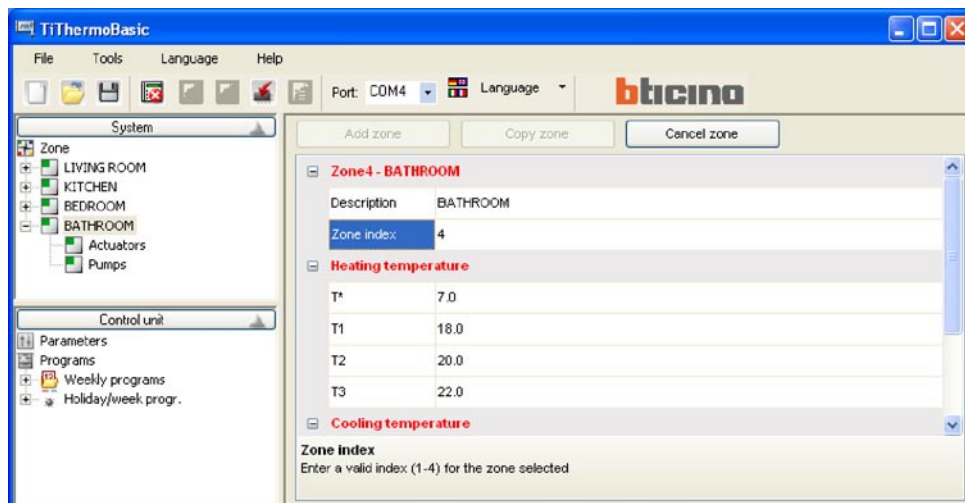 TiThermoBasic
File Tools Language Help
Port: COM4 Language bticino
System
Zone
LIVING ROOM
KITCHEN
BEDROOM
BATHROOM
Actuators
Pumps
Control unit
Parameters
Programs
Weekly programs
Holiday/week progr.
Add zone Copy zone Cancel zone
Zone4 - BATHROOM
Description BATHROOM
Zone index 4
Heating temperature
T* 7.0
T1 18.0
T2 20.0
T3 22.0
Cooling temperature
Zone index
Enter a valid index (1-4) for the zone selected